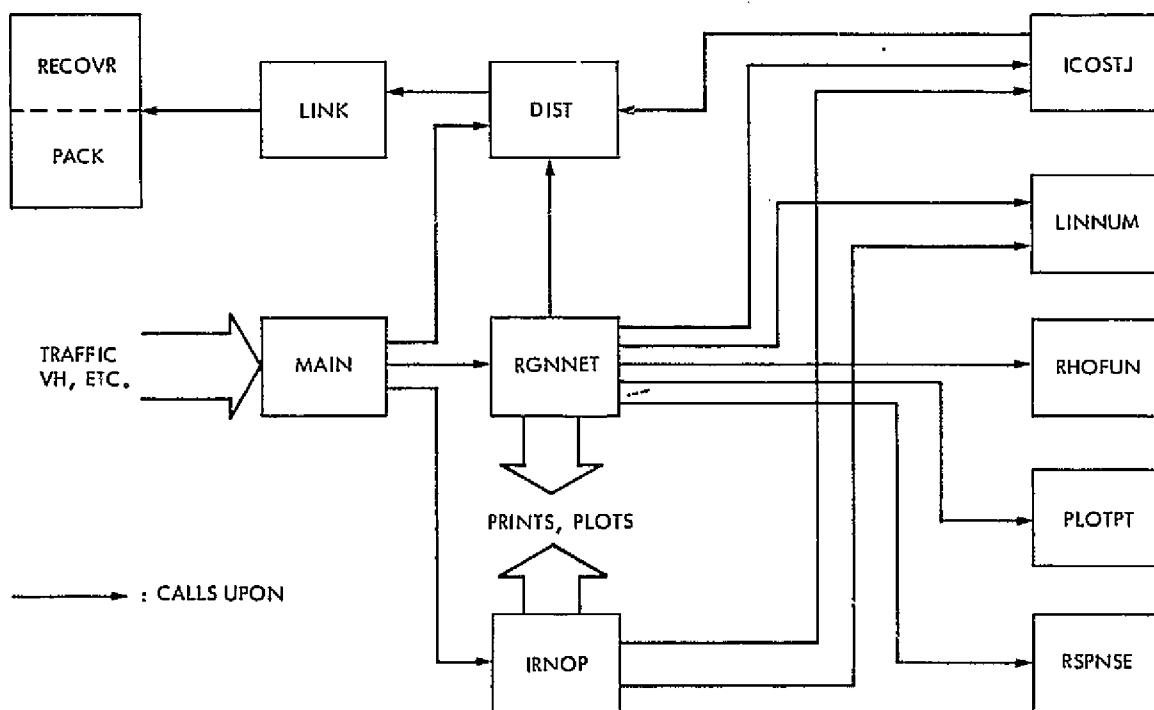 RECOVR
PACK
LINK
DIST
ICOSTJ
LINNUM
TRAFFIC
VH, ETC.
MAIN
RGNNET
RHOFUN
PRINTS, PLOTS
PLOTPT
: CALLS UPON
IRNOP
RSPNSE